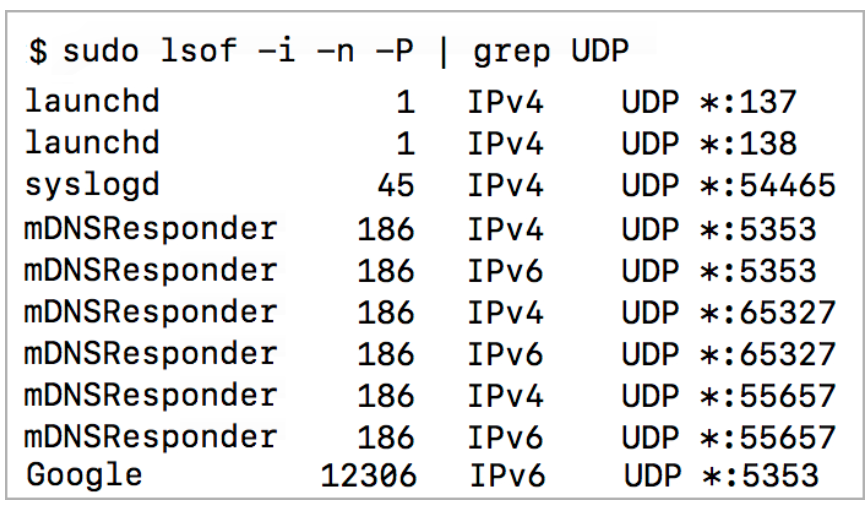 $ sudo lsof –i –n –P | grep UDP
launchd 1 IPv4 UDP *:137
launchd 1 IPv4 UDP *:138
syslogd 45 IPv4 UDP *:54465
mDNSResponder 186 IPv4 UDP *:5353
mDNSResponder 186 IPv6 UDP *:5353
mDNSResponder 186 IPv4 UDP *:65327
mDNSResponder 186 IPv6 UDP *:65327
mDNSResponder 186 IPv4 UDP *:55657
mDNSResponder 186 IPv6 UDP *:55657
Google 12306 IPv6 UDP *:5353